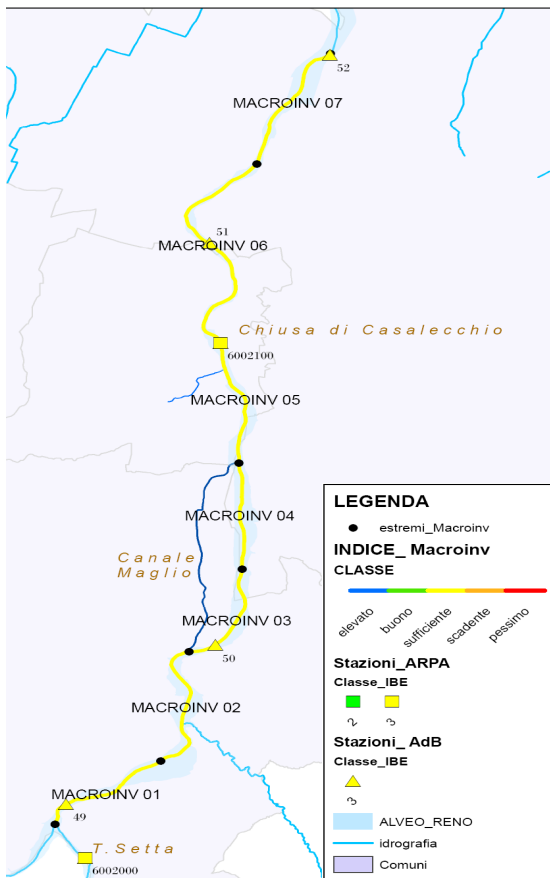 52
MACROINV 07
51
MACROINV 06
Chiusa di Casalecchio
6002100
MACROINV 05
MACROINV 04
Canale
Maglio
MACROINV 03
50
MACROINV 02
MACROINV 01
49
T. Setta
6002000
LEGENDA
estremi_Macroinv
INDICE_ Macroinv
CLASSE
elevato
buono
sufficiente
scadente
pessimo
Stazioni_ARPA
Classe_IBE
2
3
Stazioni_ AdB
Classe_IBE
3
ALVEO_RENO
idrografia
Comuni